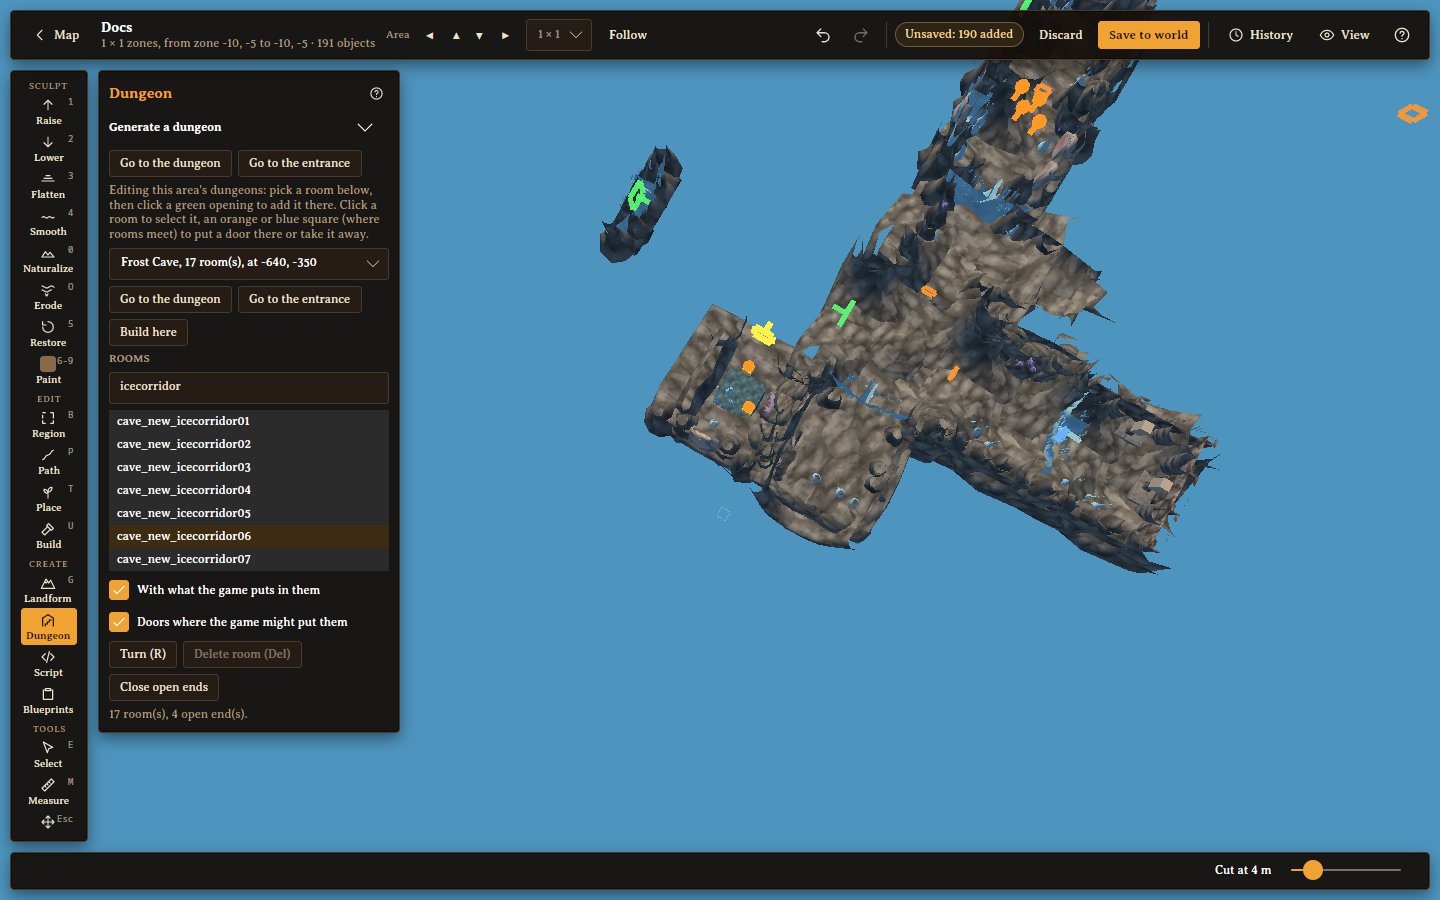 Map
Docs
1 × 1 zones, from zone -10, -5 to -10, -5 · 191 objects
Area
1 × 1
Follow
Unsaved: 190 added
Discard
Save to world
History
View
SCULPT
1
Raise
2
Lower
3
Flatten
4
Smooth
0
Naturalize
O
Erode
5
Restore
6-9
Paint
EDIT
B
Region
P
Path
T
Place
U
Build
CREATE
G
Landform
Dungeon
Script
Blueprints
TOOLS
E
Select
M
Measure
Esc
Dungeon
Generate a dungeon
Go to the dungeon
Go to the entrance
Editing this area's dungeons: pick a room below,
then click a green opening to add it there. Click a
room to select it, an orange or blue square (where
rooms meet) to put a door there or take it away.
Frost Cave, 17 room(s), at -640, -350
Go to the dungeon
Go to the entrance
Build here
ROOMS
icecorridor
cave_new_icecorridor01
cave_new_icecorridor02
cave_new_icecorridor03
cave_new_icecorridor04
cave_new_icecorridor05
cave_new_icecorridor06
cave_new_icecorridor07
With what the game puts in them
Doors where the game might put them
Turn (R)
Delete room (Del)
Close open ends
17 room(s), 4 open end(s).
Cut at 4 m